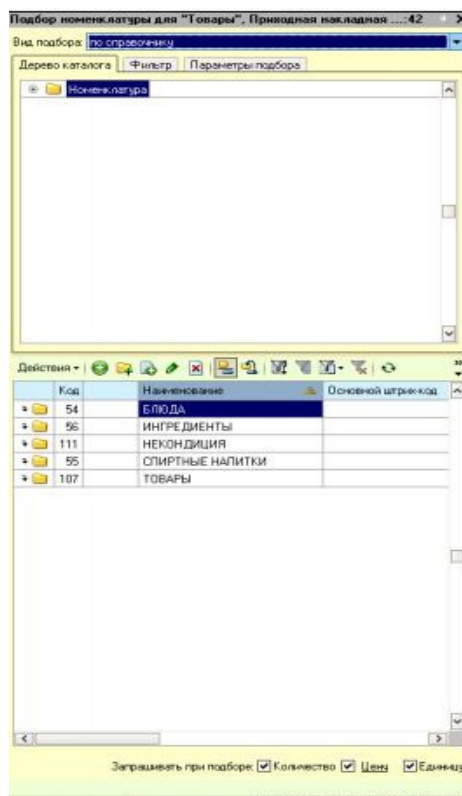 Подбор номенклатуры для "Товары", Приходная накладная ...:42
Вид подбора: по справочнику
Дерево каталога Фильтр Параметры подбора
Номенклатура
Действия
Код Наименование Основной штрих-код
54 БЛЮДА
56 ИНГРЕДИЕНТЫ
111 НЕКОНДИЦИЯ
55 СПИРТНЫЕ НАПИТКИ
107 ТОВАРЫ
Запрашивать при подборе: Количество Цену Единицу